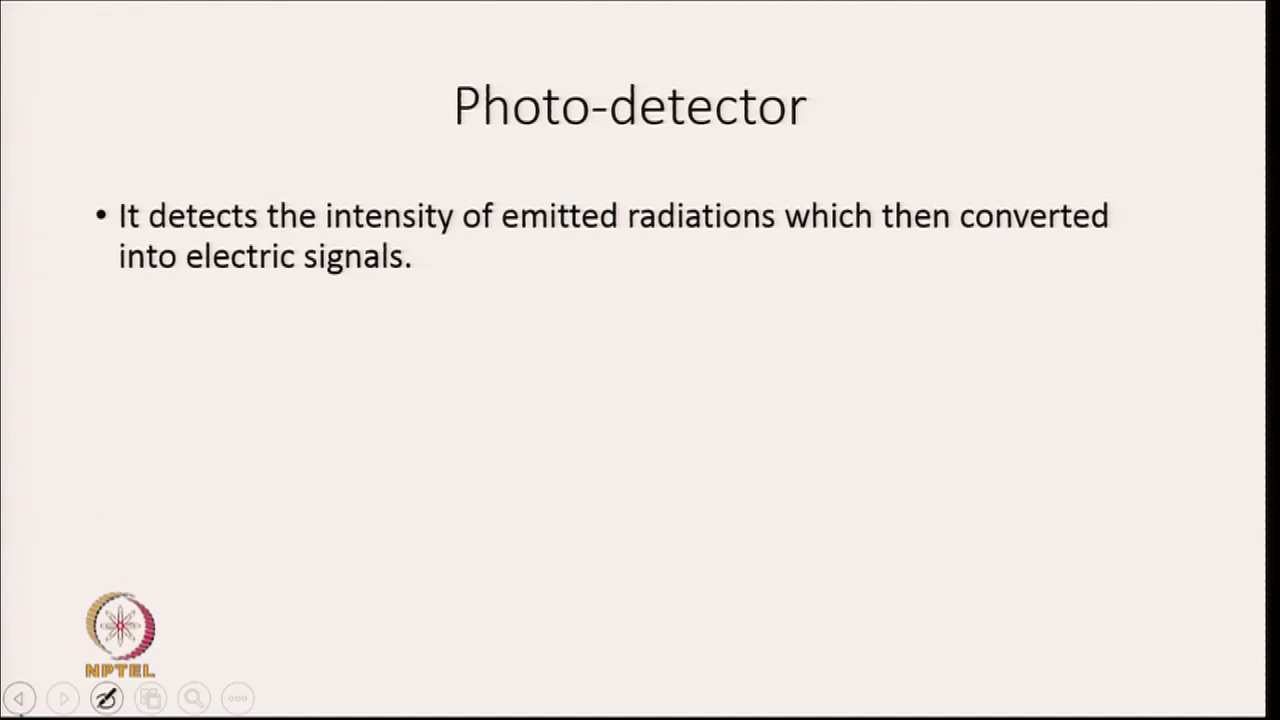 Photo-detector
• It detects the intensity of emitted radiations which then converted
into electric signals.
NPTEL